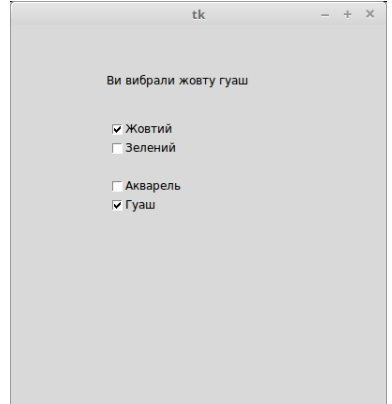 tk
Ви вибрали жовту гуаш
Жовтий
Зелений
Акварель
Гуаш